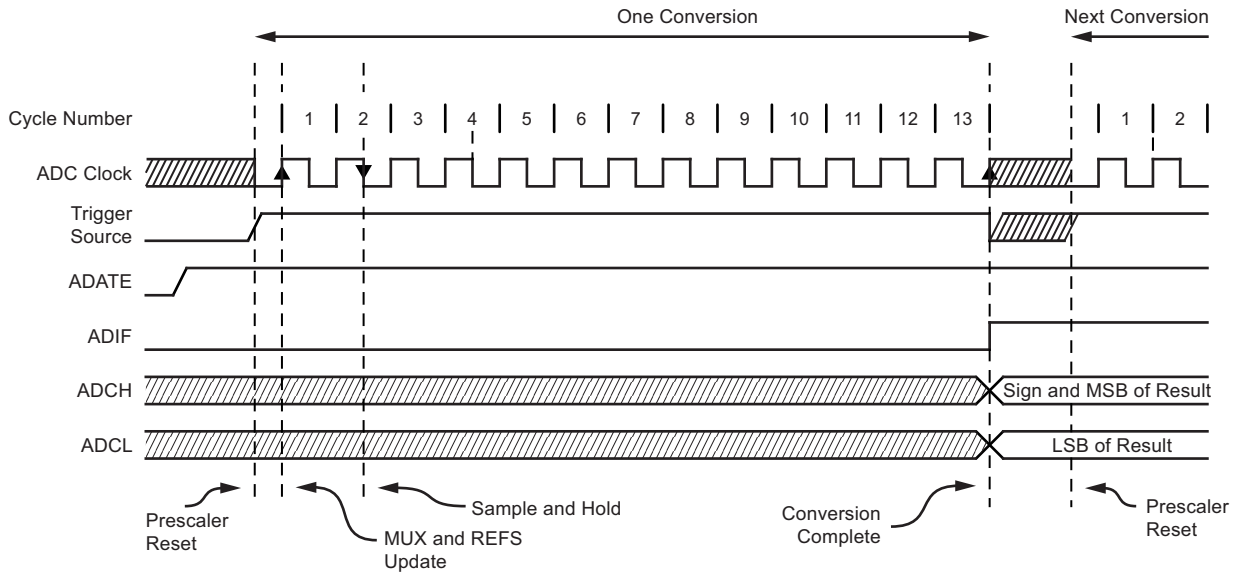 One Conversion
Next Conversion
Cycle Number
1 2 3 4 5 6 7 8 9 10 11 12 13 1 2
ADC Clock
Trigger
Source
ADATE
ADIF
ADCH
Sign and MSB of Result
ADCL
LSB of Result
Prescaler
Reset
MUX and REFS
Update
Sample and Hold
Conversion
Complete
Prescaler
Reset